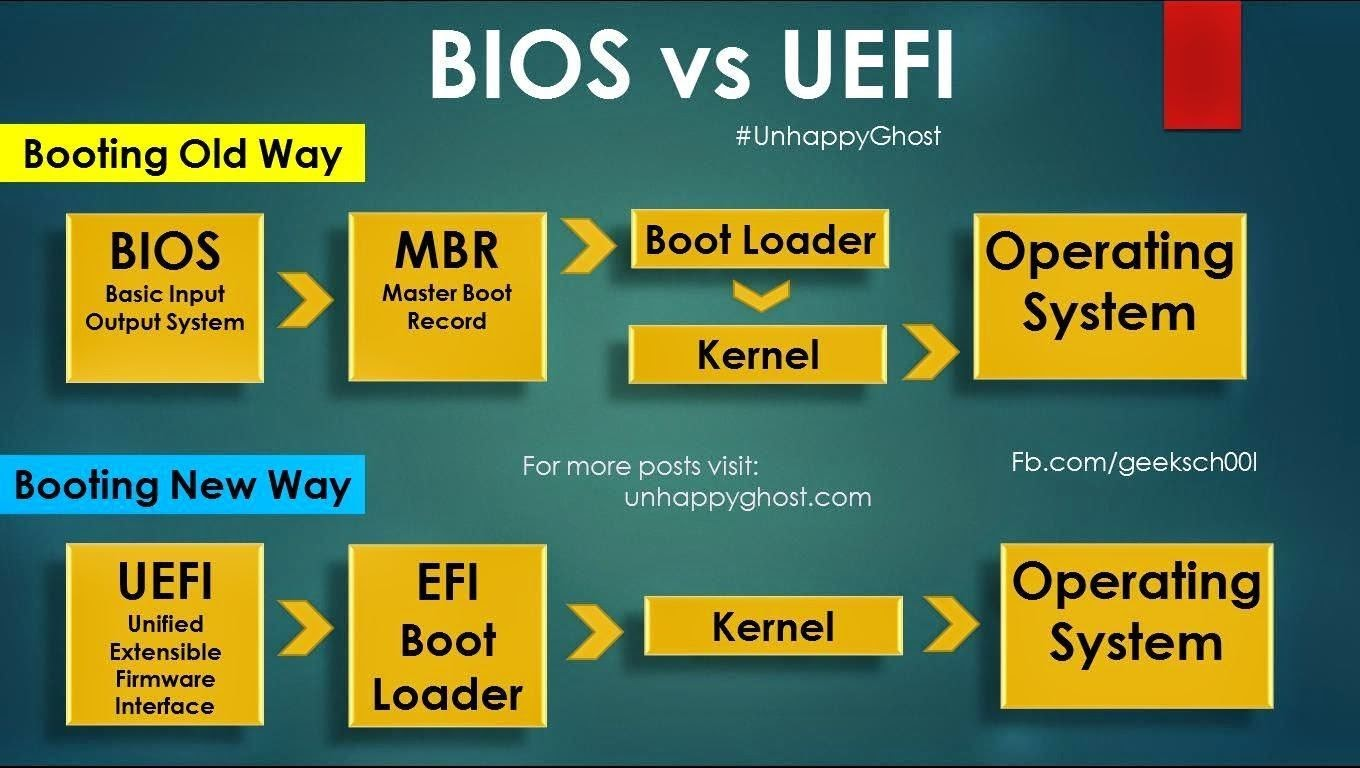 BIOS vs UEFI
#UnhappyGhost
Booting Old Way
BIOS
Basic Input
Output System
MBR
Master Boot
Record
Boot Loader
Kernel
Operating
System
Booting New Way
For more posts visit:
unhappyghost.com
Fb.com/geeksch00l
UEFI
Unified
Extensible
Firmware
Interface
EFI
Boot
Loader
Kernel
Operating
System